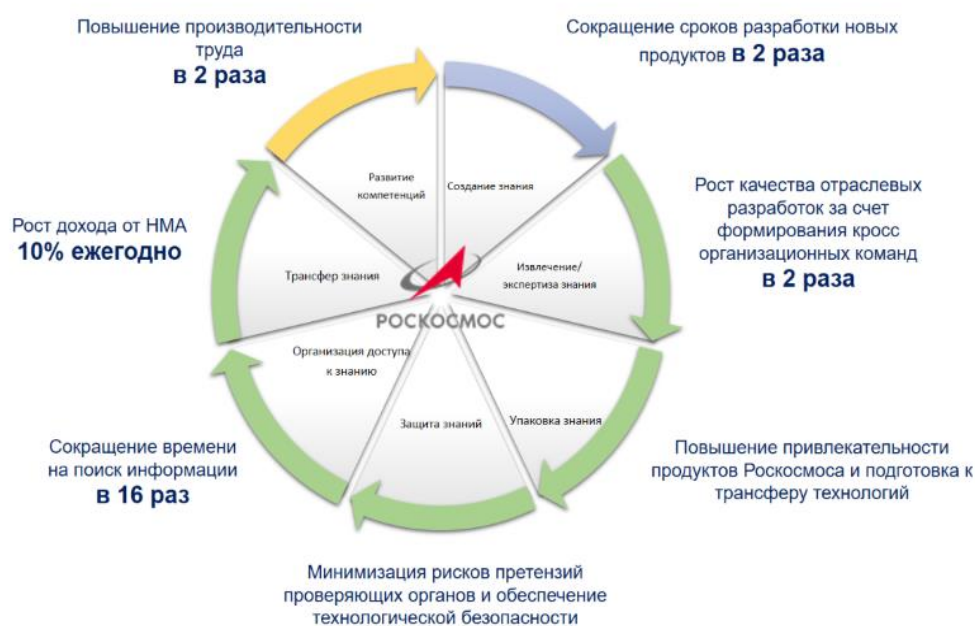 Повышение производительности
труда
в 2 раза
Сокращение сроков разработки новых
продуктов в 2 раза
Развитие
компетенций
Создание знания
Рост качества отраслевых
разработок за счет
формирования кросс
организационных команд
в 2 раза
Рост дохода от НМА
10% ежегодно
Трансфер знания
Извлечение/
экспертиза знания
РОСКОСМОС
Организация доступа
к знанию
Защита знаний
Упаковка знания
Сокращение времени
на поиск информации
в 16 раз
Повышение привлекательности
продуктов Роскосмоса и подготовка к
трансферу технологий
Минимизация рисков претензий
проверяющих органов и обеспечение
технологической безопасности